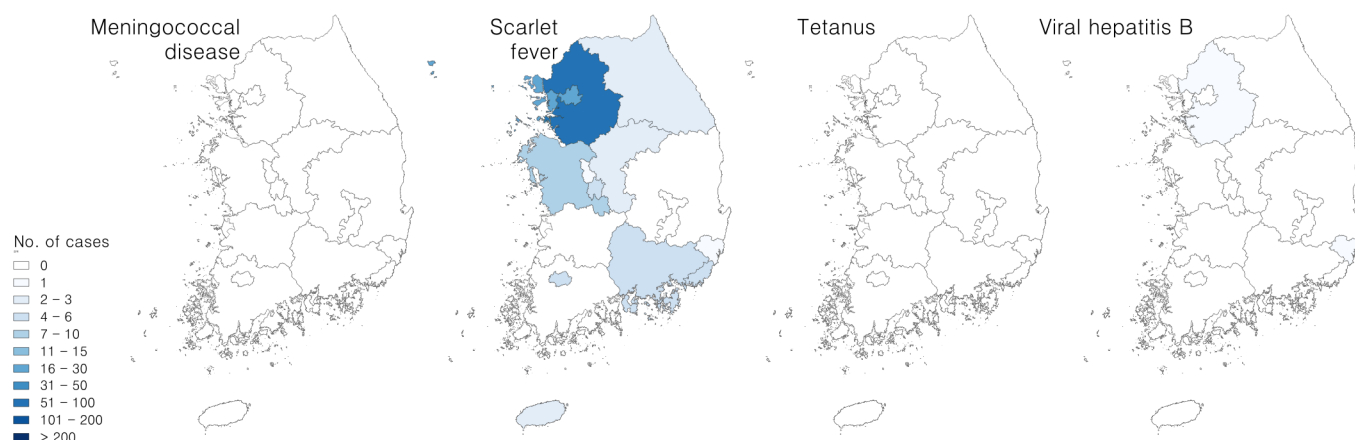 Meningococcal
disease
Scarlet
fever
Tetanus
Viral hepatitis B
No. of cases
0
1
2 – 3
4 – 6
7 – 10
11 – 15
16 – 30
31 – 50
51 – 100
101 – 200
> 200